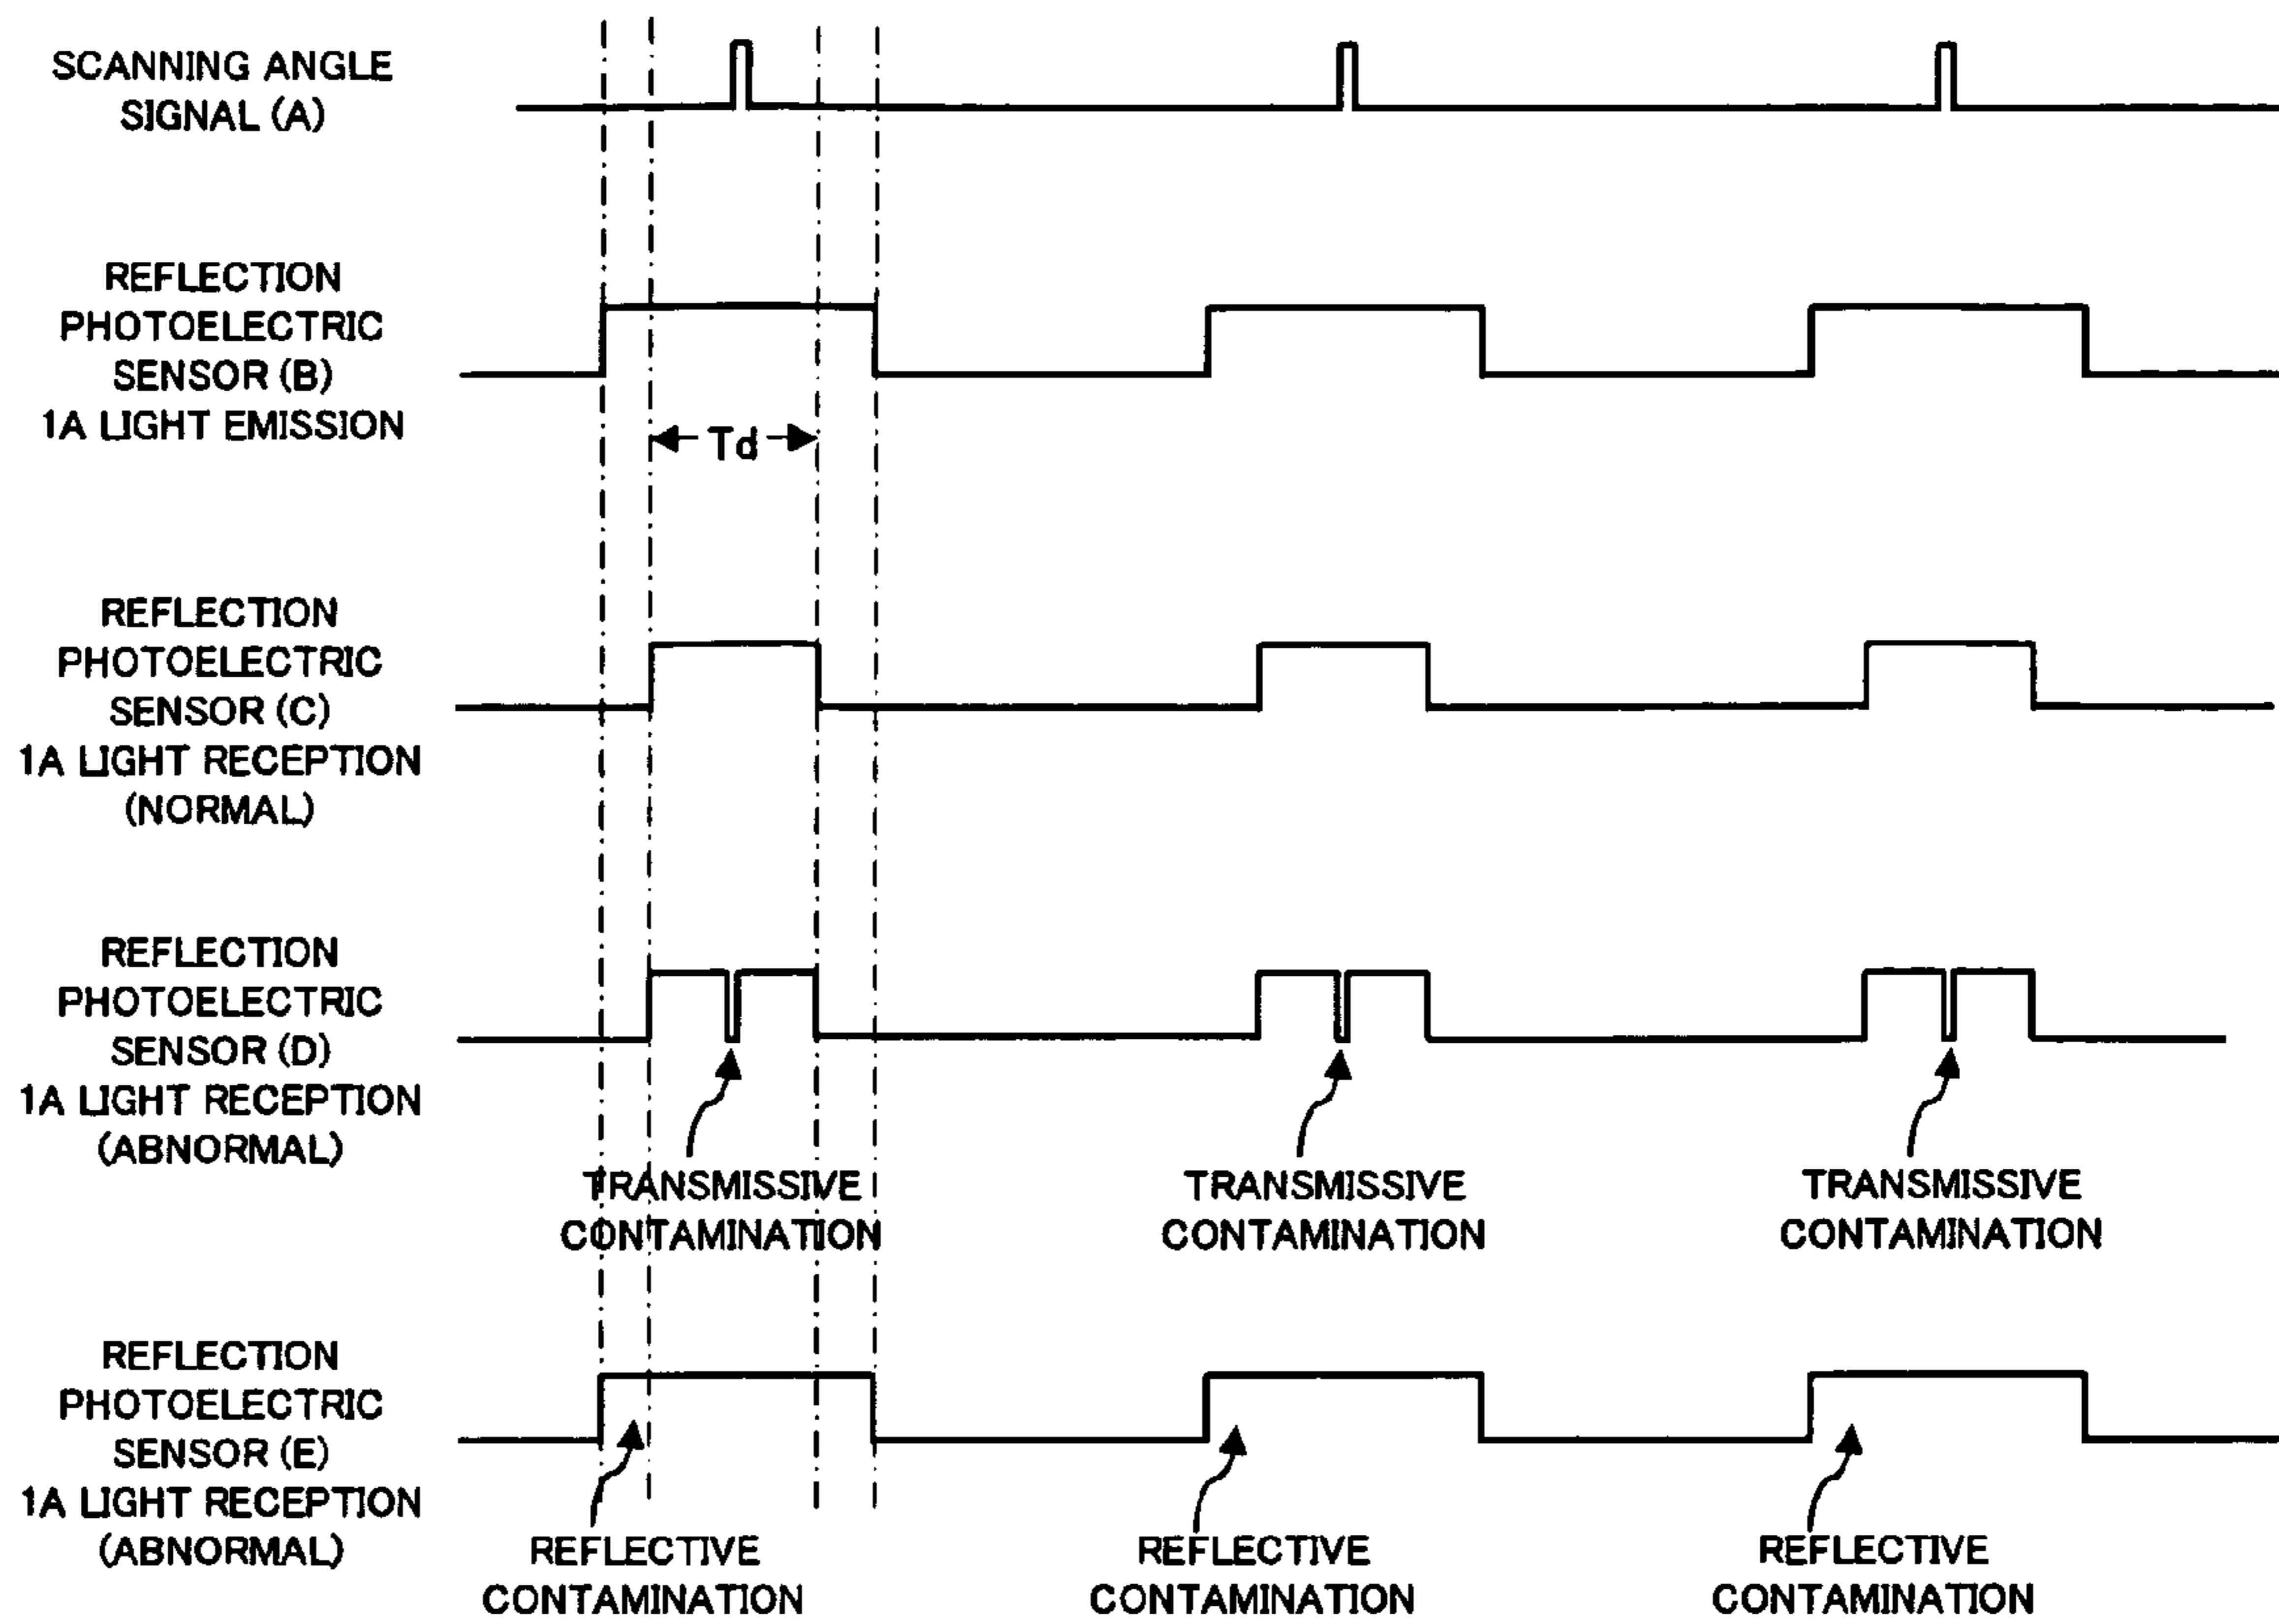 SCANNING ANGLE
SIGNAL (A)
REFLECTION
PHOTOELECTRIC
SENSOR (B)
1A LIGHT EMISSION
Td
REFLECTION
PHOTOELECTRIC
SENSOR (C)
1A LIGHT RECEPTION
(NORMAL)
REFLECTION
PHOTOELECTRIC
SENSOR (D)
1A LIGHT RECEPTION
(ABNORMAL)
TRANSMISSIVE
CONTAMINATION
TRANSMISSIVE
CONTAMINATION
TRANSMISSIVE
CONTAMINATION
REFLECTION
PHOTOELECTRIC
SENSOR (E)
1A LIGHT RECEPTION
(ABNORMAL)
REFLECTIVE
CONTAMINATION
REFLECTIVE
CONTAMINATION
REFLECTIVE
CONTAMINATION